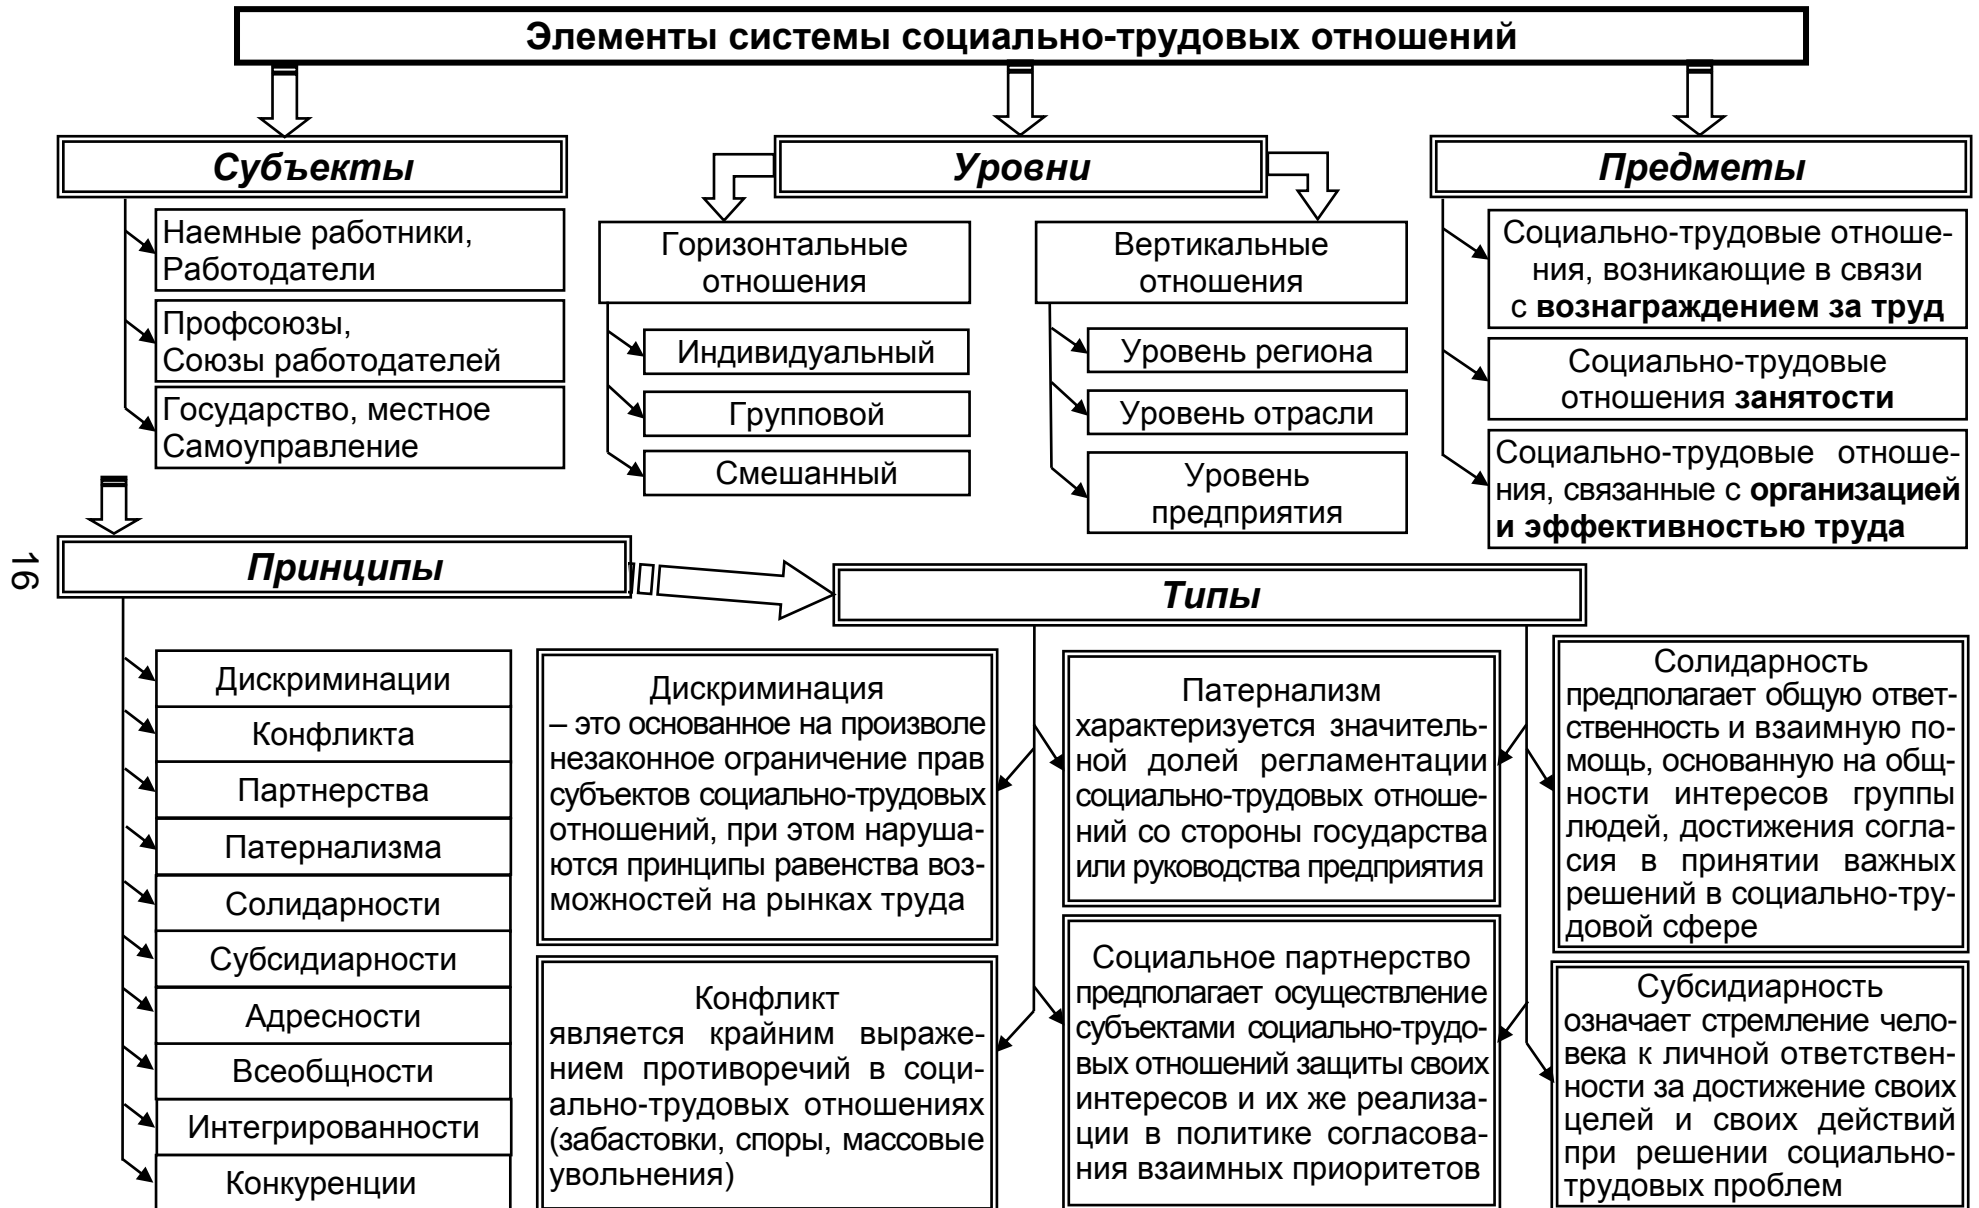 Элементы системы социально-трудовых отношений
Субъекты
Наемные работники,
Работодатели
Профсоюзы,
Союзы работодателей
Государство, местное
Самоуправление
Уровни
Горизонтальные
отношения
Индивидуальный
Групповой
Смешанный
Вертикальные
отношения
Уровень региона
Уровень отрасли
Уровень
предприятия
Предметы
Социально-трудовые отноше-
ния, возникающие в связи
с вознаграждением за труд
Социально-трудовые
отношения занятости
Социально-трудовые отноше-
ния, связанные с организацией
и эффективностью труда
16
Принципы
Дискриминации
Конфликта
Партнерства
Патернализма
Солидарности
Субсидиарности
Адресности
Всеобщности
Интегрированности
Конкуренции
Типы
Дискриминация
– это основанное на произволе
незаконное ограничение прав
субъектов социально-трудовых
отношений, при этом наруша-
ются принципы равенства воз-
можностей на рынках труда
Конфликт
является крайним выраже-
нием противоречий в соци-
ально-трудовых отношениях
(забастовки, споры, массовые
увольнения)
Патернализм
характеризуется значитель-
ной долей регламентации
социально-трудовых отноше-
ний со стороны государства
или руководства предприятия
Социальное партнерство
предполагает осуществление
субъектами социально-трудо-
вых отношений защиты своих
интересов и их же реализа-
ции в политике согласова-
ния взаимных приоритетов
Солидарность
предполагает общую ответ-
ственность и взаимную по-
мощь, основанную на общ-
ности интересов группы
людей, достижения согла-
сия в принятии важных
решений в социально-тру-
довой сфере
Субсидиарность
означает стремление чело-
века к личной ответствен-
ности за достижение своих
целей и своих действий
при решении социально-
трудовых проблем